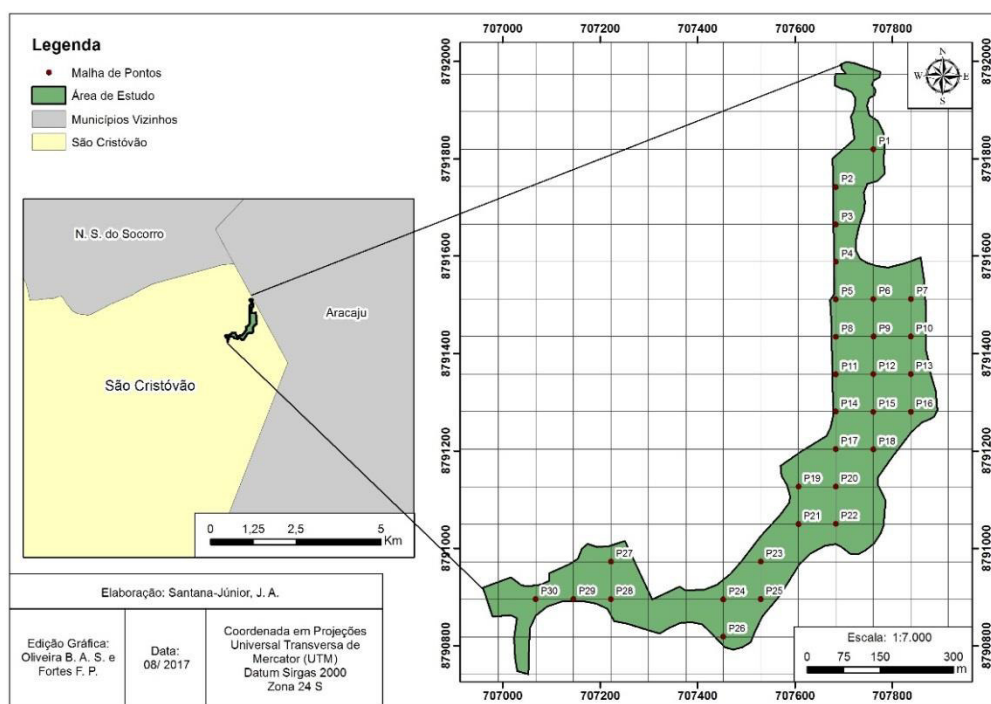 Legenda
Malha de Pontos
Área de Estudo
Municípios Vizinhos
São Cristóvão
N. S. do Socorro
Aracaju
São Cristóvão
0 1,25 2,5 5
Km
Elaboração: Santana-Júnior, J. A.
Edição Gráfica:
Oliveira B. A. S. e
Fortes F. P.
Data:
08/ 2017
Coordenada em Projeções
Universal Transversa de
Mercator (UTM)
Datum Sirgas 2000
Zona 24 S
707000 707200 707400 707600 707800
8792000 8792000
N
W E
S
P1
8791800 8791800
P2
P3
P4
8791600 8791600
P5 P6 P7
P8 P9 P10
8791400 8791400
P11 P12 P13
P14 P15 P16
P17 P18
8791200 8791200
P19 P20
P21 P22
8791000 8791000
P27 P23
P30 P29 P28 P24 P25
P26
8790800 8790800
Escala: 1:7.000
0 75 150 300
m
707000 707200 707400 707600 707800